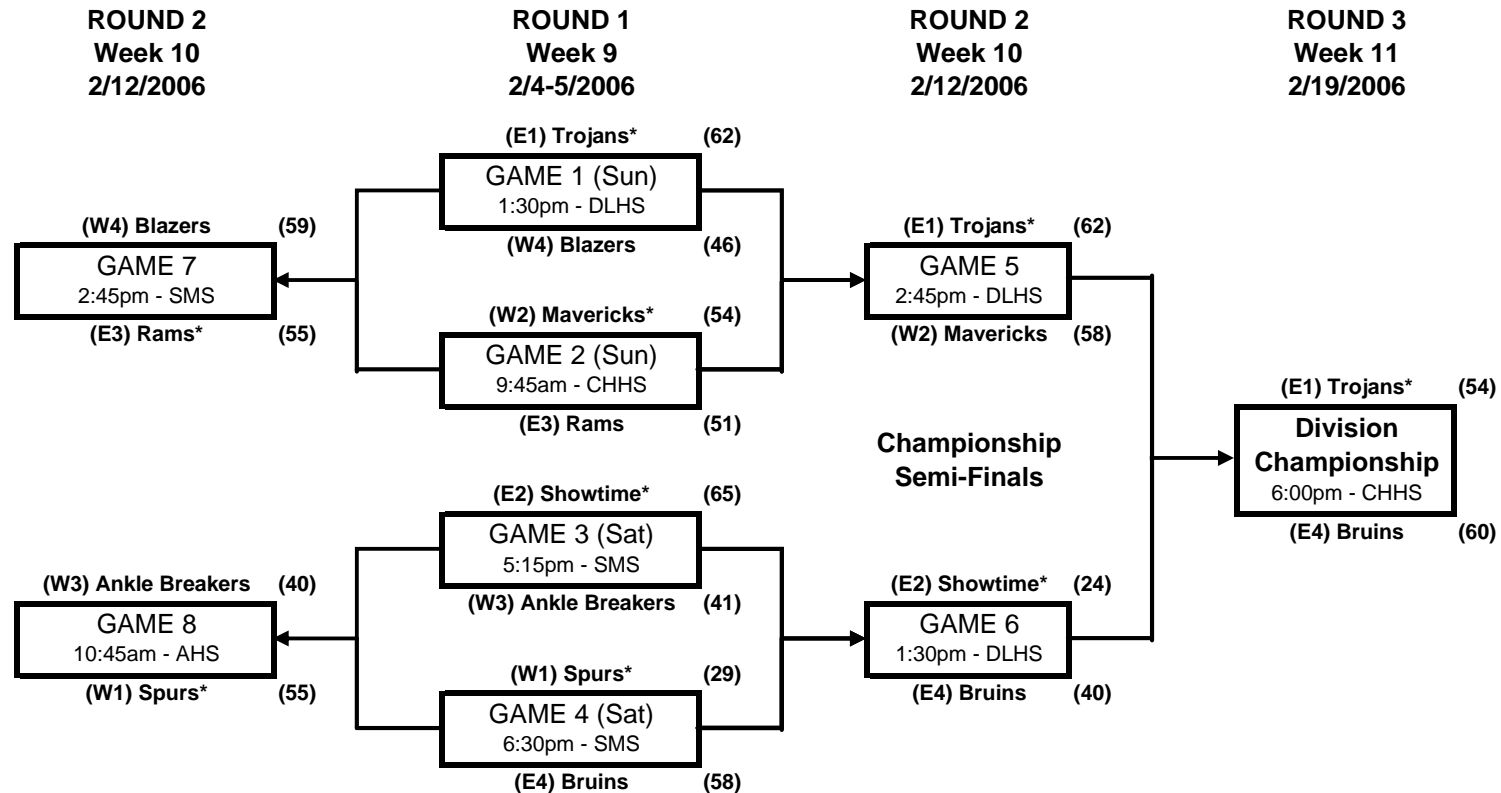 ROUND 2
Week 10
2/12/2006
ROUND 1
Week 9
2/4-5/2006
ROUND 2
Week 10
2/12/2006
ROUND 3
Week 11
2/19/2006
(W4) Blazers (59)
GAME 7
2:45pm - SMS
(E3) Rams* (55)
(W3) Ankle Breakers (40)
GAME 8
10:45am - AHS
(W1) Spurs* (55)
(E1) Trojans* (62)
GAME 1 (Sun)
1:30pm - DLHS
(W4) Blazers (46)
(W2) Mavericks* (54)
GAME 2 (Sun)
9:45am - CHHS
(E3) Rams (51)
(E2) Showtime* (65)
GAME 3 (Sat)
5:15pm - SMS
(W3) Ankle Breakers (41)
(W1) Spurs* (29)
GAME 4 (Sat)
6:30pm - SMS
(E4) Bruins (58)
(E1) Trojans* (62)
GAME 5
2:45pm - DLHS
(W2) Mavericks (58)
Championship
Semi-Finals
(E2) Showtime* (24)
GAME 6
1:30pm - DLHS
(E4) Bruins (40)
(E1) Trojans* (54)
Division
Championship
6:00pm - CHHS
(E4) Bruins (60)